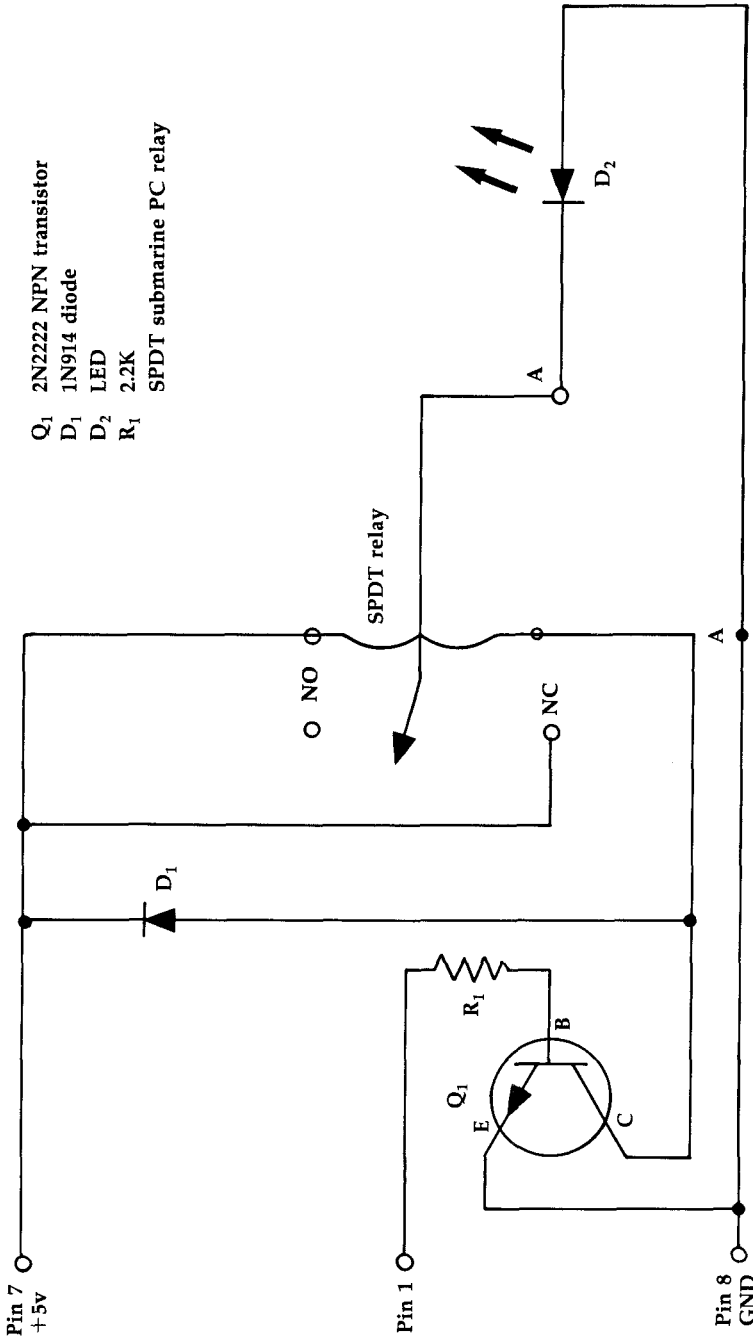 Q₁ 2N2222 NPN transistor
D₁ 1N914 diode
D₂ LED
R₁ 2.2K
SPDT submarine PC relay
Pin 7
+5v
D₁
NO
SPDT relay
A
D₂
Pin 1
R₁
NC
Q₁
E
B
C
A
Pin 8
GND